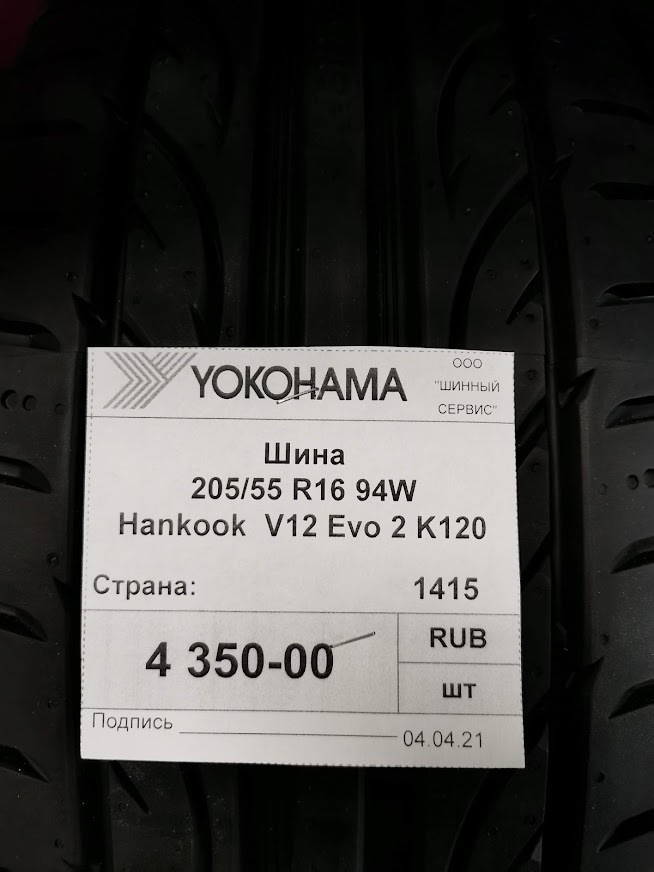 YOKOHAMA
ООО
"ШИННЫЙ
СЕРВИС"
Шина
205/55 R16 94W
Hankook V12 Evo 2 K120
Страна: 1415
4 350-00
RUB
шт
Подпись
04.04.21